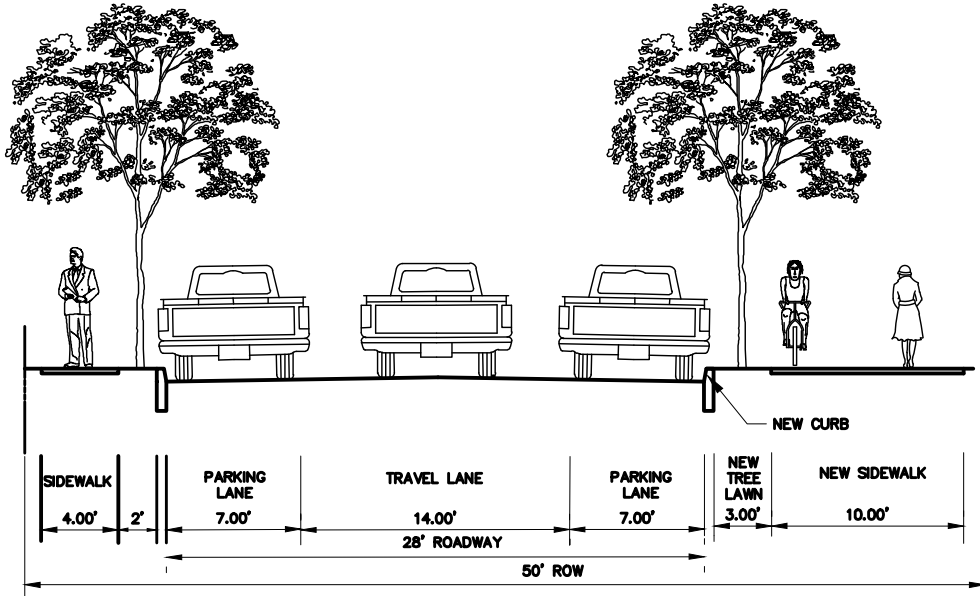 NEW CURB
SIDEWALK
4.00'
2'
PARKING
LANE
7.00'
TRAVEL LANE
14.00'
PARKING
LANE
7.00'
NEW
TREE
LAWN
3.00'
NEW SIDEWALK
10.00'
28' ROADWAY
50' ROW